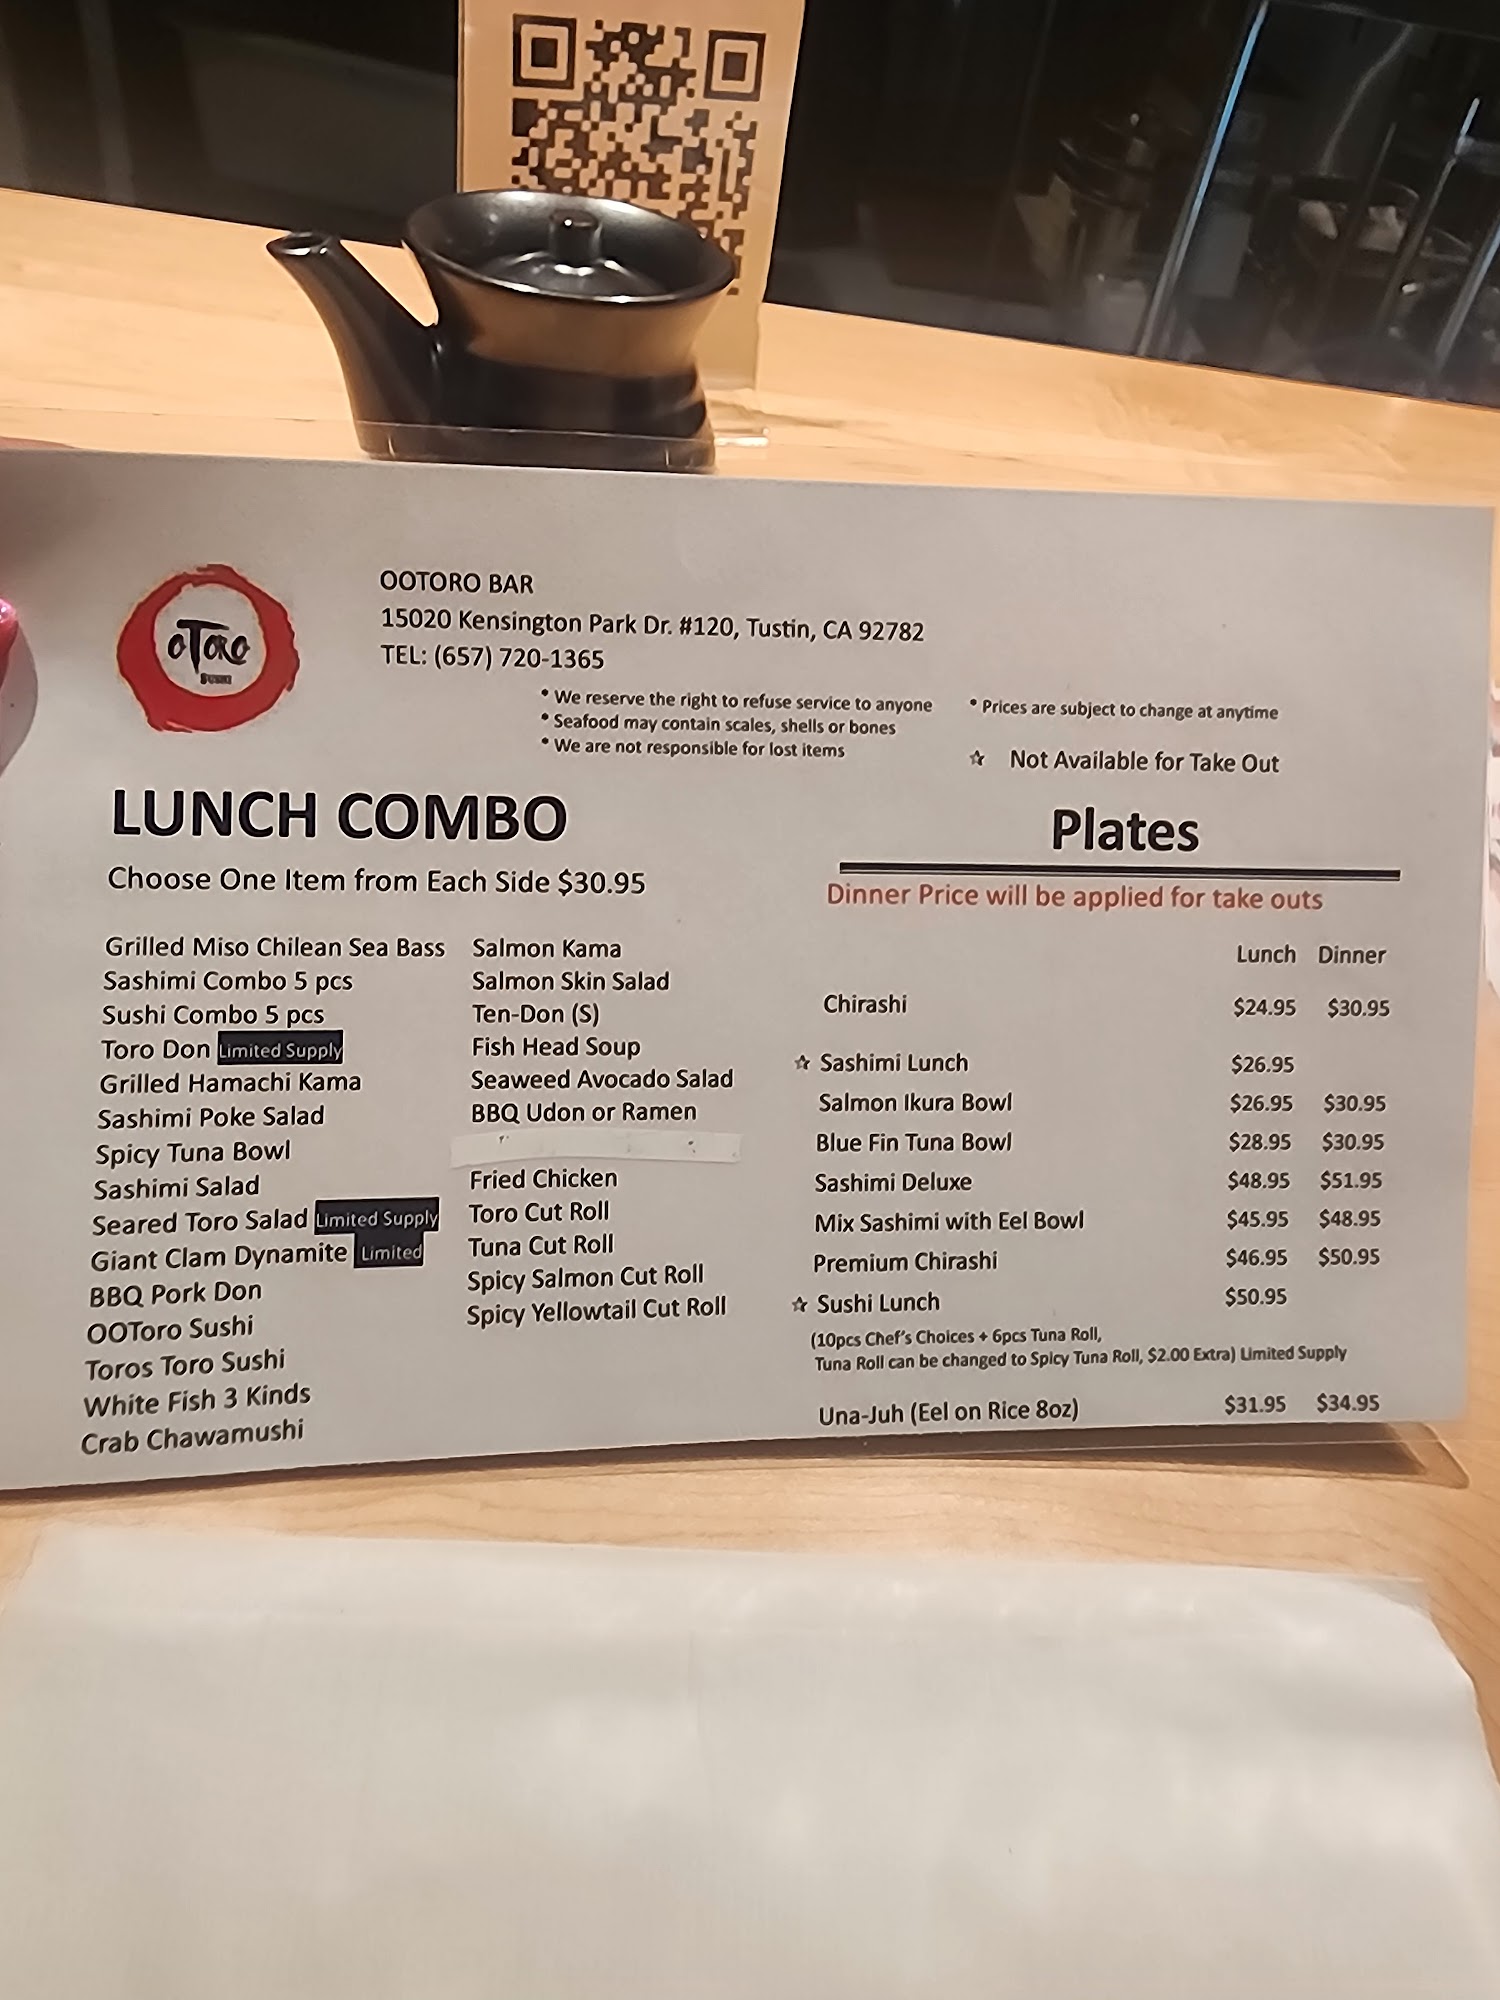 oToro
Sushi
OOTORO BAR
15020 Kensington Park Dr. #120, Tustin, CA 92782
TEL: (657) 720-1365
* We reserve the right to refuse service to anyone
* Seafood may contain scales, shells or bones
* We are not responsible for lost items
* Prices are subject to change at anytime
☆ Not Available for Take Out
LUNCH COMBO
Choose One Item from Each Side $30.95
Grilled Miso Chilean Sea Bass
Sashimi Combo 5 pcs
Sushi Combo 5 pcs
Toro Don Limited Supply
Grilled Hamachi Kama
Sashimi Poke Salad
Spicy Tuna Bowl
Sashimi Salad
Seared Toro Salad Limited Supply
Giant Clam Dynamite Limited
BBQ Pork Don
OOToro Sushi
Toros Toro Sushi
White Fish 3 Kinds
Crab Chawamushi
Salmon Kama
Salmon Skin Salad
Ten-Don (S)
Fish Head Soup
Seaweed Avocado Salad
BBQ Udon or Ramen
Fried Chicken
Toro Cut Roll
Tuna Cut Roll
Spicy Salmon Cut Roll
Spicy Yellowtail Cut Roll
Plates
Dinner Price will be applied for take outs
Lunch Dinner
Chirashi $24.95 $30.95
☆ Sashimi Lunch $26.95
Salmon Ikura Bowl $26.95 $30.95
Blue Fin Tuna Bowl $28.95 $30.95
Sashimi Deluxe $48.95 $51.95
Mix Sashimi with Eel Bowl $45.95 $48.95
Premium Chirashi $46.95 $50.95
☆ Sushi Lunch $50.95
(10pcs Chef's Choices + 6pcs Tuna Roll,
Tuna Roll can be changed to Spicy Tuna Roll, $2.00 Extra) Limited Supply
Una-Juh (Eel on Rice 8oz) $31.95 $34.95